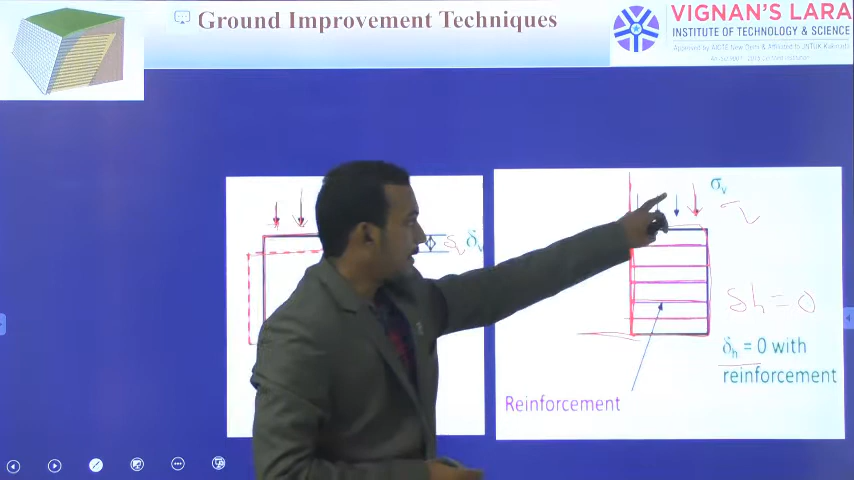 Ground Improvement Techniques
VIGNAN'S LARA
INSTITUTE OF TECHNOLOGY & SCIENCE
δv
σv
δh = 0
δh = 0 with
reinforcement
Reinforcement